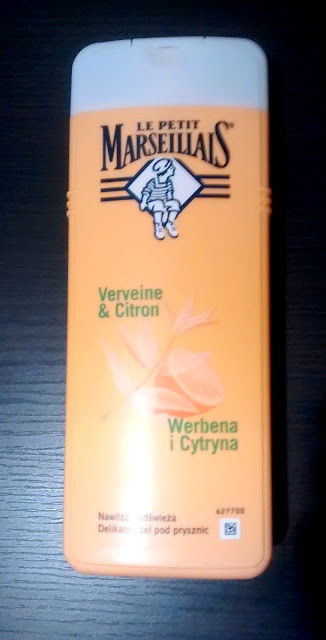 LE PETIT
MARSEILLAIS®
Verveine
& Citron
Werbena
i Cytryna
627700
Delikatny żel pod prysznic